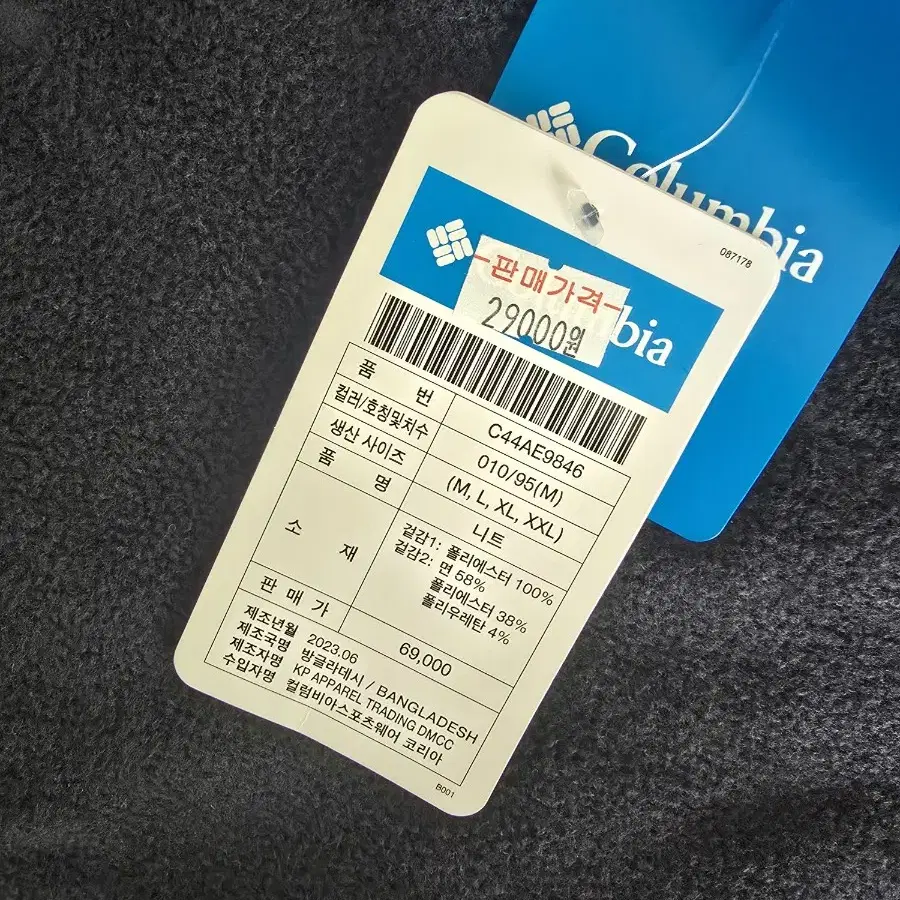 Columbia
087178
-판매가격-
29000원
bia
품 번 C44AE9846
컬러/호칭및치수 010/95(M)
생산 사이즈 (M, L, XL, XXL)
품 명 니트
소 재 겉감1: 폴리에스터 100%
겉감2: 면 58%
폴리에스터 38%
폴리우레탄 4%
판 매 가 69,000
제조년월 2023.06
제조국명 방글라데시 / BANGLADESH
제조자명 KP APPAREL TRADING DMCC
수입자명 컬럼비아스포츠웨어 코리아
B001